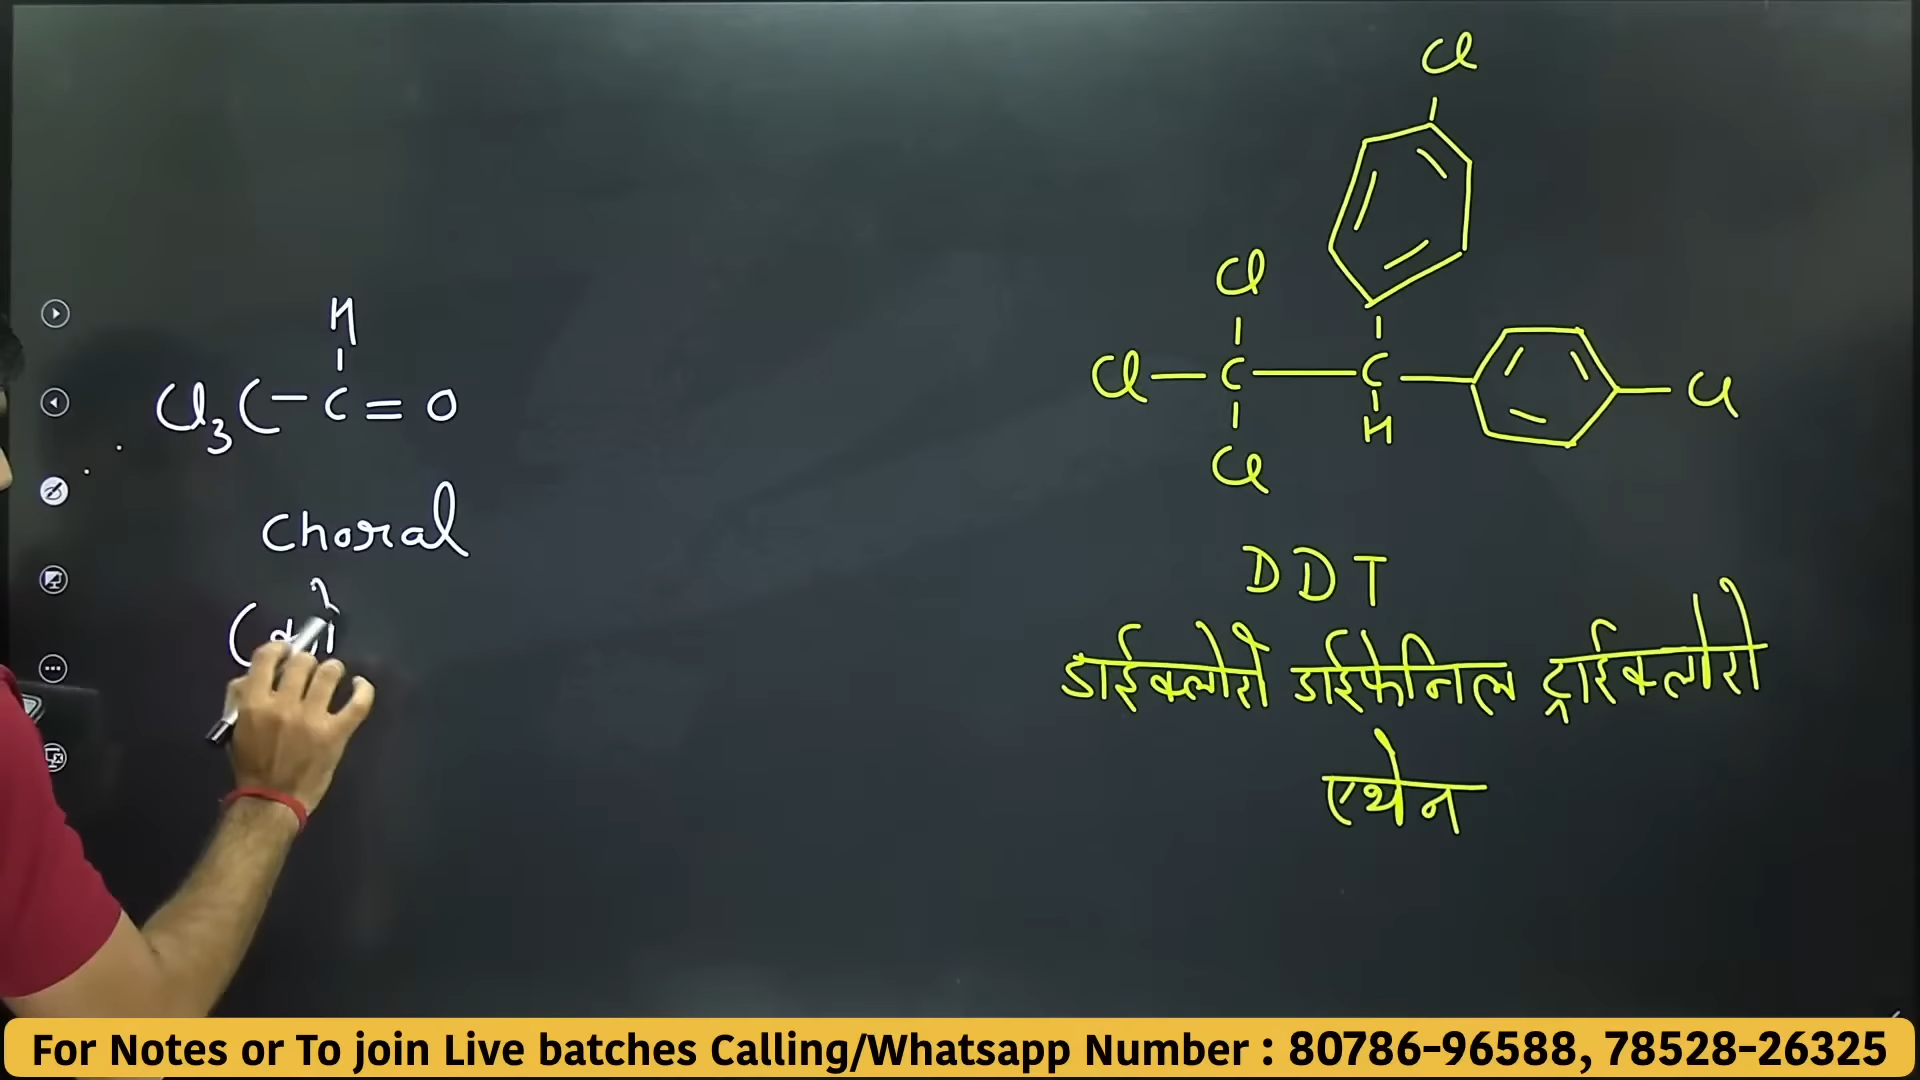 H
Cl₃C – C = O
Choral
Cl
Cl
Cl – C – C – Cl
H
Cl
DDT
डाईक्लोरो डाईफेनिल ट्राईक्लोरो
एथेन
For Notes or To join Live batches Calling/Whatsapp Number : 80786-96588, 78528-26325